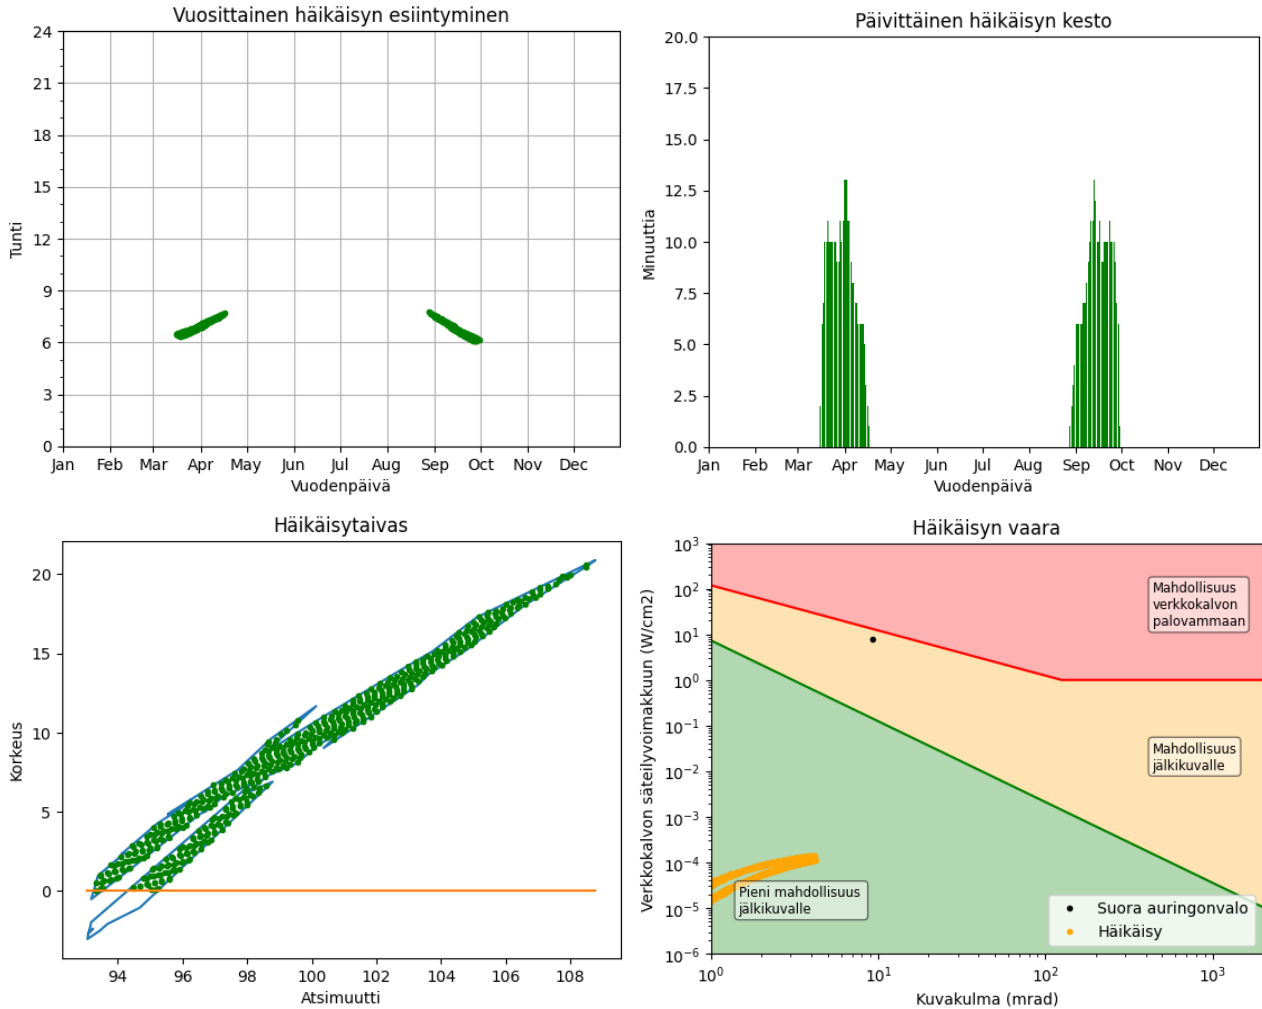 Vuosittainen häikäisyn esiintyminen
24
21
18
15
12
9
6
3
0
Tunti
Jan Feb Mar Apr May Jun Jul Aug Sep Oct Nov Dec
Vuodenpäivä
Päivittäinen häikäisyn kesto
20.0
17.5
15.0
12.5
10.0
7.5
5.0
2.5
0.0
Minuuttia
Jan Feb Mar Apr May Jun Jul Aug Sep Oct Nov Dec
Vuodenpäivä
Häikäisytaivas
20
15
10
5
0
Korkeus
94 96 98 100 102 104 106 108
Atsimuutti
Häikäisyn vaara
10³
10²
10¹
10⁰
10⁻¹
10⁻²
10⁻³
10⁻⁴
10⁻⁵
10⁻⁶
Verkkokalvon säteilyvoimakkuun (W/cm2)
Mahdollisuus
verkkokalvon
palovammaan
Mahdollisuus
jälkikuvalle
Pieni mahdollisuus
jälkikuvalle
Suora auringonvalo
Häikäisy
10⁰ 10¹ 10² 10³
Kuvakulma (mrad)